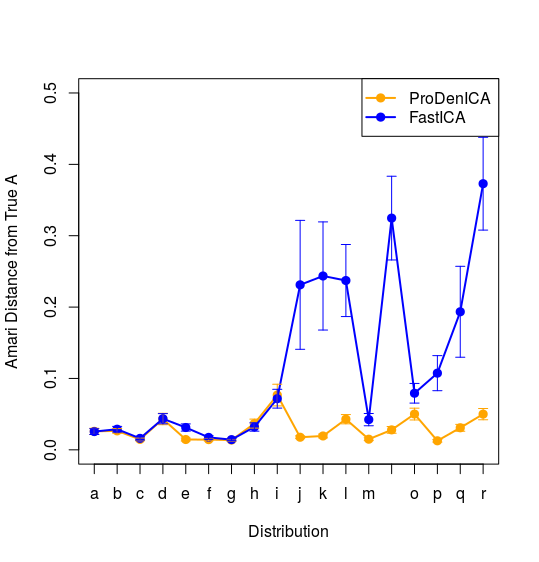 ProDenICA
FastICA
Amari Distance from True A
0.5
0.4
0.3
0.2
0.1
0.0
a b c d e f g h i j k l m o p q r
Distribution